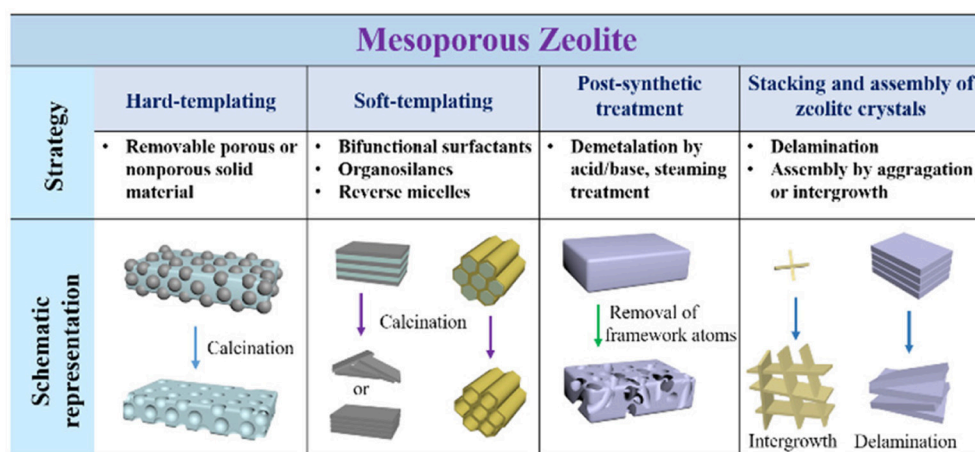 Mesoporous Zeolite
Strategy
Hard-templating
Soft-templating
Post-synthetic
treatment
Stacking and assembly of
zeolite crystals
• Removable porous or
nonporous solid
material
• Bifunctional surfactants
• Organosilanes
• Reverse micelles
• Demetalation by
acid/base, steaming
treatment
• Delamination
• Assembly by aggragation
or intergrowth
Schematic
representation
Calcination
Calcination
or
Removal of
framework atoms
Intergrowth
Delamination